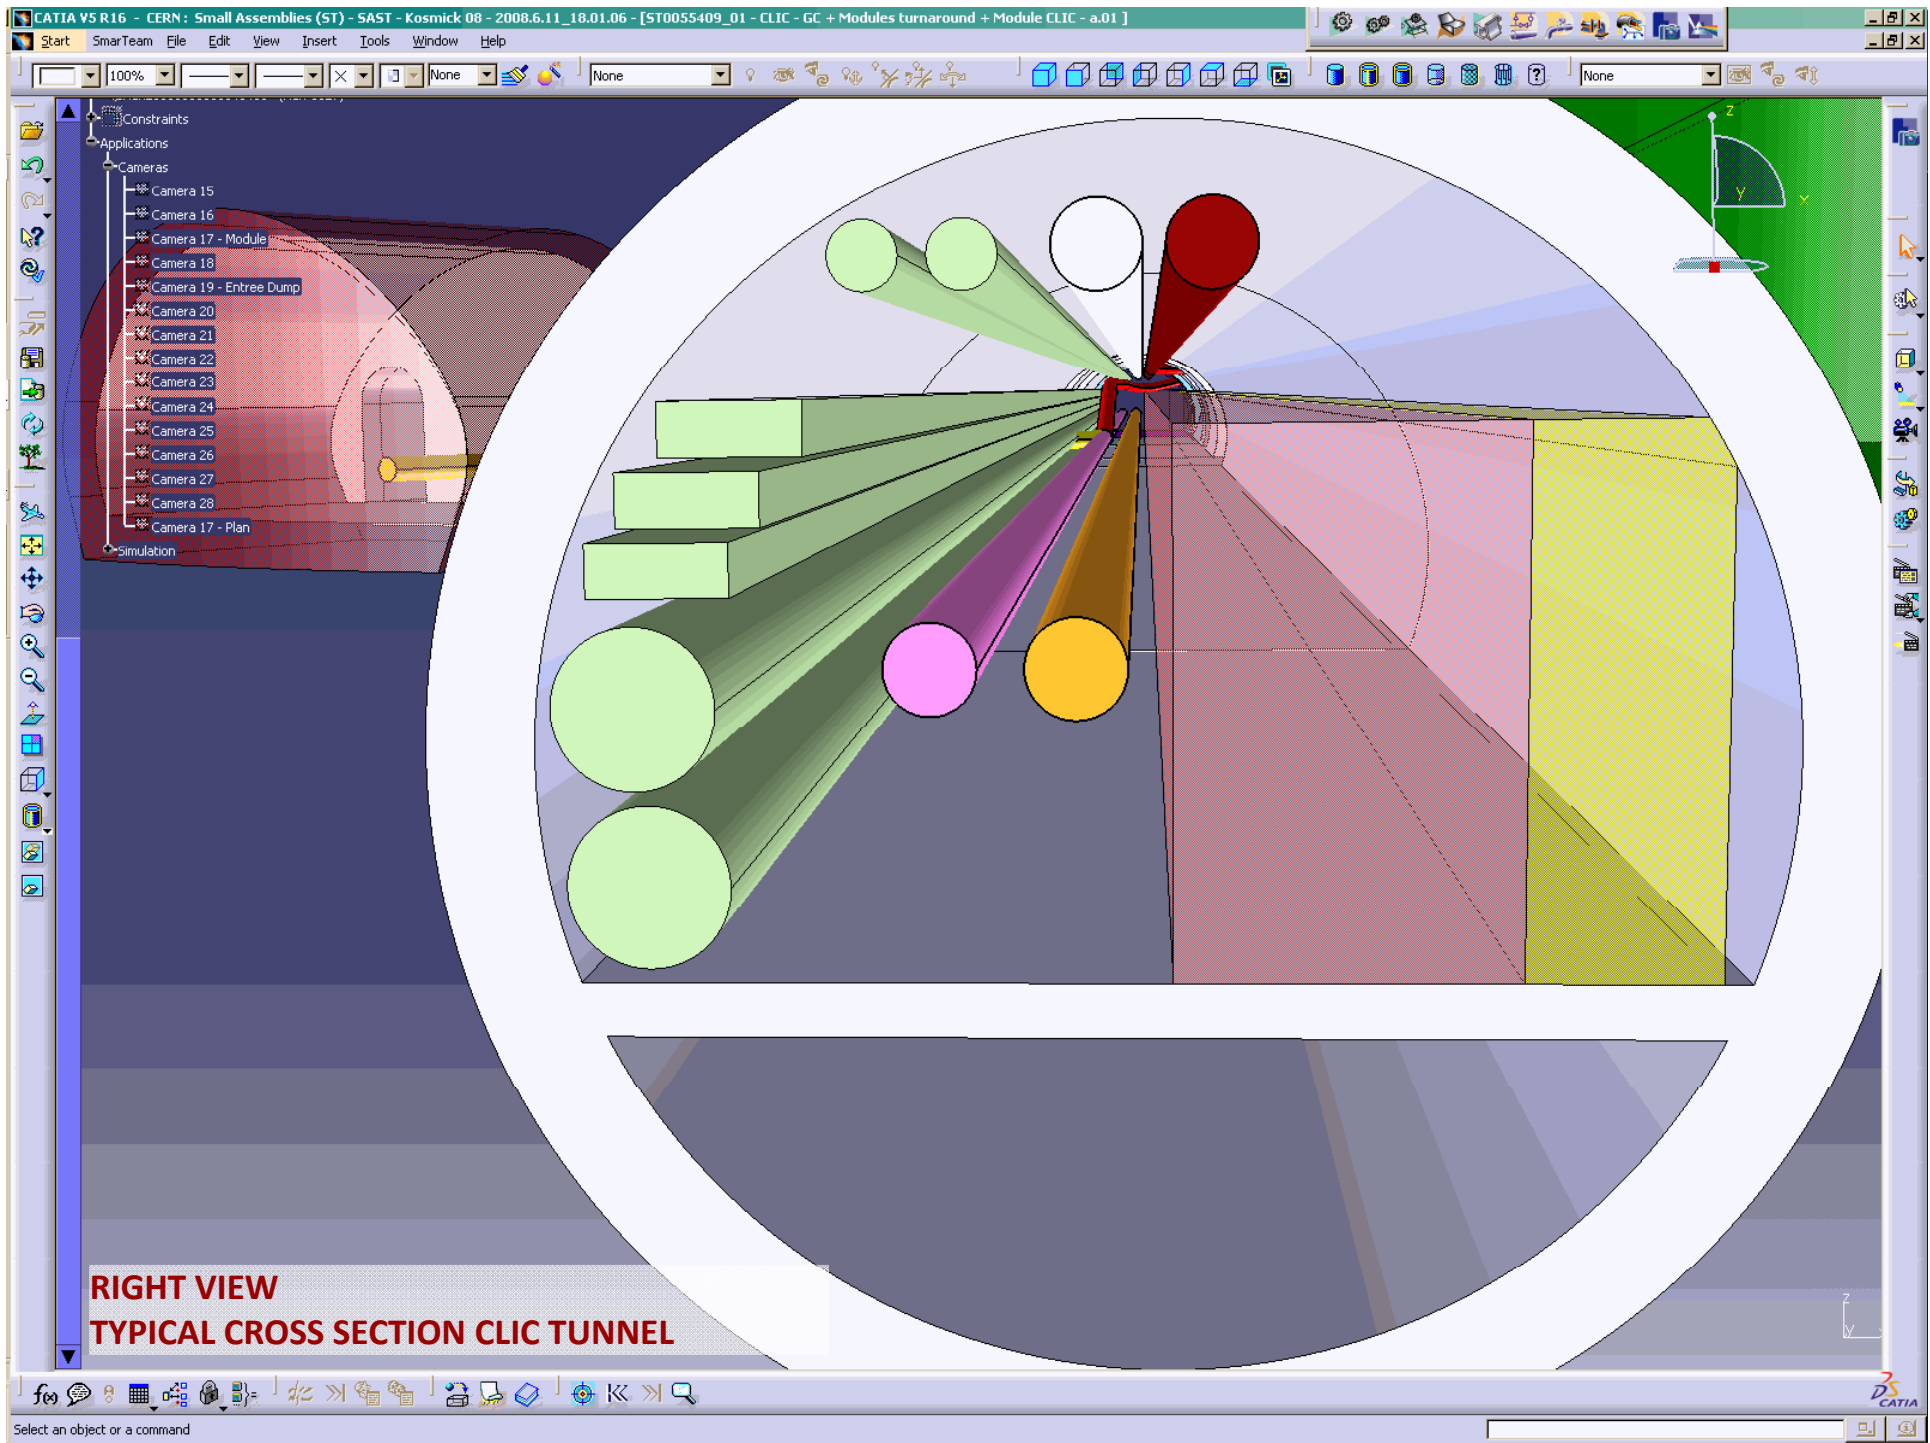 CATIA V5 R16 - CERN : Small Assemblies (ST) - SAST - Kosmick 08 - 2008.6.11_18.01.06 - [ST0055409_01 - CLIC - GC + Modules turnaround + Module CLIC - a.01 ]
Start SmarTeam File Edit View Insert Tools Window Help
100% None None None
Constraints
Applications
Cameras
Camera 15
Camera 16
Camera 17 - Module
Camera 18
Camera 19 - Entree Dump
Camera 20
Camera 21
Camera 22
Camera 23
Camera 24
Camera 25
Camera 26
Camera 27
Camera 28
Camera 17 - Plan
Simulation
z
y
x
RIGHT VIEW
TYPICAL CROSS SECTION CLIC TUNNEL
z
y
f(x)
DS
CATIA
Select an object or a command